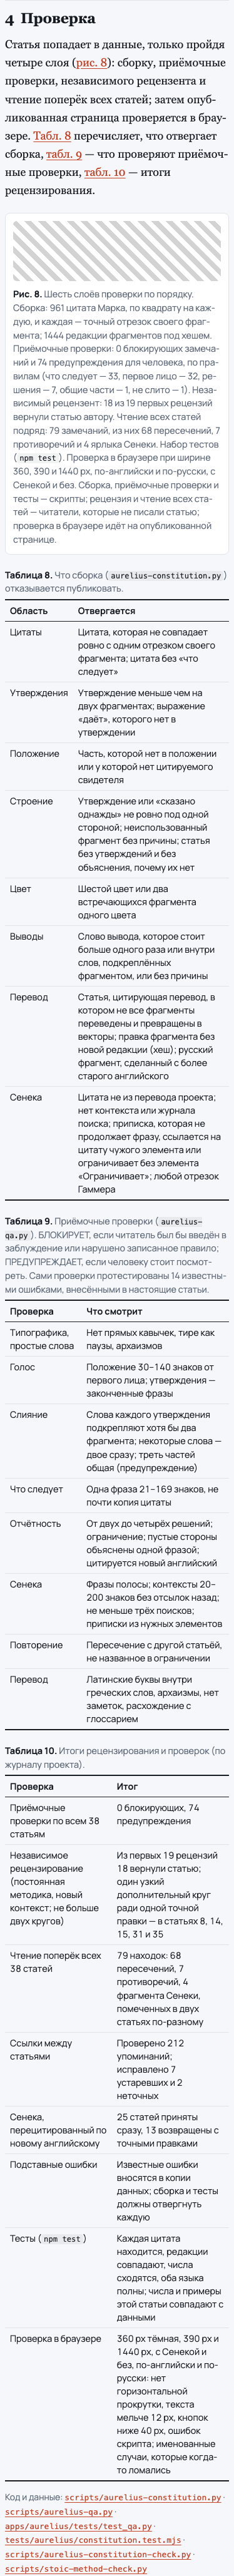 4 Проверка
Статья попадает в данные, только пройдя
четыре слоя (рис. 8): сборку, приёмочные
проверки, независимого рецензента и
чтение поперёк всех статей; затем опуб-
ликованная страница проверяется в брау-
зере. Табл. 8 перечисляет, что отвергает
сборка, табл. 9 — что проверяют приёмоч-
ные проверки, табл. 10 — итоги
рецензирования.
Рис. 8. Шесть слоёв проверки по порядку.
Сборка: 961 цитата Марка, по квадрату на каж-
дую, и каждая — точный отрезок своего фраг-
мента; 1444 редакции фрагментов под хешем.
Приёмочные проверки: 0 блокирующих замеча-
ний и 74 предупреждения для человека, по пра-
вилам (что следует — 33, первое лицо — 32, ре-
шения — 7, общие части — 1, не слито — 1). Неза-
висимый рецензент: 18 из 19 первых рецензий
вернули статью автору. Чтение всех статей
подряд: 79 замечаний, из них 68 пересечений, 7
противоречий и 4 ярлыка Сенеки. Набор тестов
(npm test). Проверка в браузере при ширине
360, 390 и 1440 px, по-английски и по-русски, с
Сенекой и без. Сборка, приёмочные проверки и
тесты — скрипты; рецензия и чтение всех ста-
тей — читатели, которые не писали статью;
проверка в браузере идёт на опубликованной
странице.
Таблица 8. Что сборка (aurelius-constitution.py)
отказывается публиковать.
Область Отвергается
Цитаты Цитата, которая не совпадает
ровно с одним отрезком своего
фрагмента; цитата без «что
следует»
Утверждения Утверждение меньше чем на
двух фрагментах; выражение
«даёт», которого нет в
утверждении
Положение Часть, которой нет в положении
или у которой нет цитируемого
свидетеля
Строение Утверждение или «сказано
однажды» не ровно под одной
стороной; неиспользованный
фрагмент без причины; статья
без утверждений и без
объяснения, почему их нет
Цвет Шестой цвет или два
встречающихся фрагмента
одного цвета
Выводы Слово вывода, которое стоит
больше одного раза или внутри
слов, подкреплённых
фрагментом, или без причины
Перевод Статья, цитирующая перевод, в
котором не все фрагменты
переведены и превращены в
векторы; правка фрагмента без
новой редакции (хеш); русский
фрагмент, сделанный с более
старого английского
Сенека Цитата не из перевода проекта;
нет контекста или журнала
поиска; приписка, которая не
продолжает фразу, ссылается на
цитату чужого элемента или
ограничивает без элемента
«Ограничивает»; любой отрезок
Гаммера
Таблица 9. Приёмочные проверки (aurelius-
qa.py). БЛОКИРУЕТ, если читатель был бы введён в
заблуждение или нарушено записанное правило;
ПРЕДУПРЕЖДАЕТ, если человеку стоит посмот-
реть. Сами проверки протестированы 14 известны-
ми ошибками, внесёнными в настоящие статьи.
Проверка Что смотрит
Типографика, Нет прямых кавычек, тире как
простые слова паузы, архаизмов
Голос Положение 30–140 знаков от
первого лица; утверждения —
законченные фразы
Слияние Слова каждого утверждения
подкрепляют хотя бы два
фрагмента; некоторые слова —
двое сразу; треть частей
общая (предупреждение)
Что следует Одна фраза 21–169 знаков, не
почти копия цитаты
Отчётность От двух до четырёх решений;
ограничение; пустые стороны
объяснены одной фразой;
цитируется новый английский
Сенека Фразы полосы; контексты 20–
200 знаков без отсылок назад;
не меньше трёх поисков;
приписки из нужных элементов
Повторение Пересечение с другой статьёй,
не названное в ограничении
Перевод Латинские буквы внутри
греческих слов, архаизмы, нет
заметок, расхождение с
глоссарием
Таблица 10. Итоги рецензирования и проверок (по
журналу проекта).
Проверка Итог
Приёмочные 0 блокирующих, 74
проверки по всем 38 предупреждения
статьям
Независимое Из первых 19 рецензий
рецензирование 18 вернули статью;
(постоянная один узкий
методика, новый дополнительный круг
контекст; не больше ради одной точной
двух кругов) правки — в статьях 8, 14,
15, 31 и 35
Чтение поперёк всех 79 находок: 68
38 статей пересечений, 7
противоречий, 4
фрагмента Сенеки,
помеченных в двух
статьях по-разному
Ссылки между Проверено 212
статьями упоминаний;
исправлено 7
устаревших и 2
неточных
Сенека, 25 статей приняты
перецитированный по сразу, 13 возвращены с
новому английскому точными правками
Подставные ошибки Известные ошибки
вносятся в копии
данных; сборка и тесты
должны отвергнуть
каждую
Тесты (npm test) Каждая цитата
находится, редакции
совпадают, числа
сходятся, оба языка
полны; числа и примеры
этой статьи совпадают с
данными
Проверка в браузере 360 px тёмная, 390 px и
1440 px, с Сенекой и
без, по-английски и по-
русски: нет
горизонтальной
прокрутки, текста
мельче 12 px, кнопок
ниже 40 px, ошибок
скрипта; именованные
случаи, которые когда-
то ломались
Код и данные: scripts/aurelius-constitution.py ·
scripts/aurelius-qa.py ·
apps/aurelius/tests/test_qa.py ·
tests/aurelius/constitution.test.mjs ·
scripts/aurelius-constitution-check.py ·
scripts/stoic-method-check.py